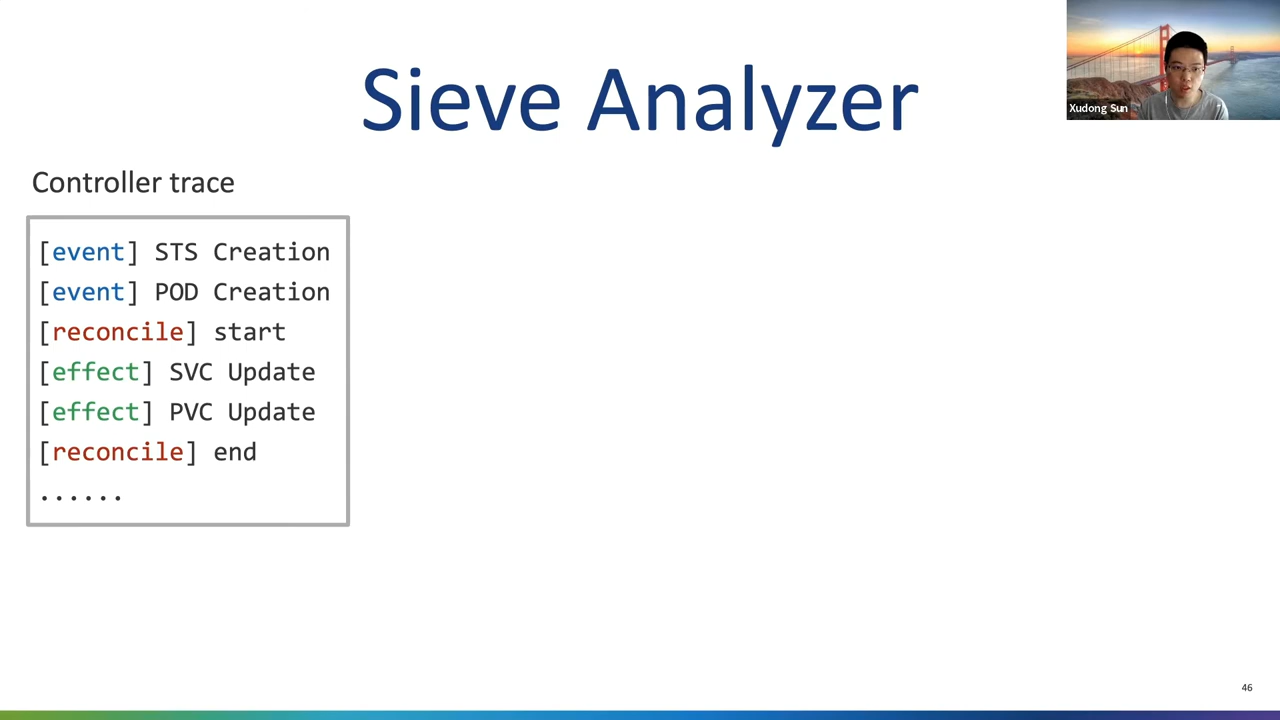 Sieve Analyzer
Xudong Sun
Controller trace
[event] STS Creation
[event] POD Creation
[reconcile] start
[effect] SVC Update
[effect] PVC Update
[reconcile] end
......
46